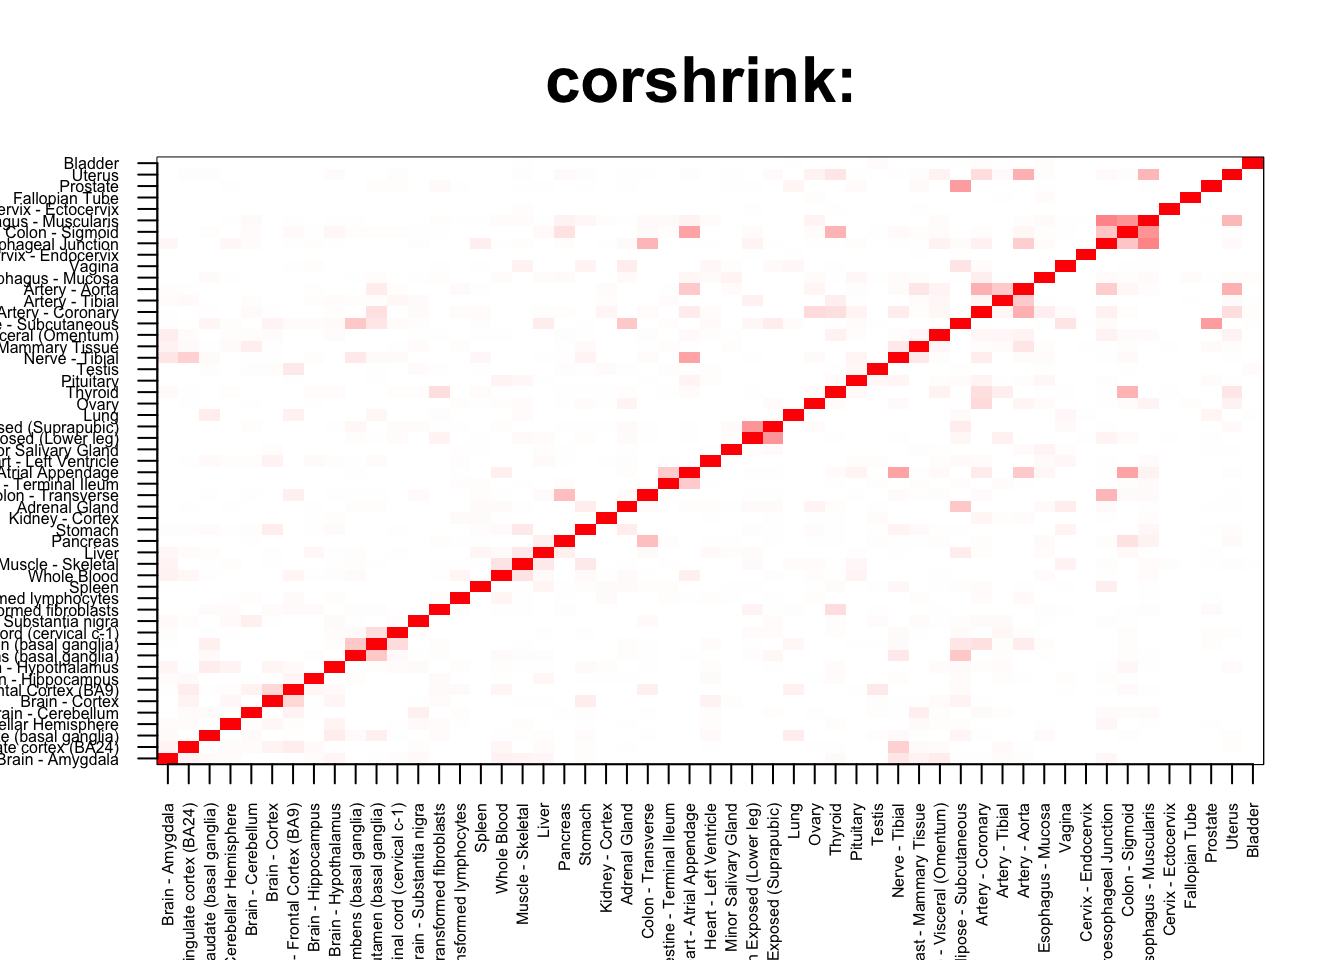 corshrink:
Bladder
Uterus
Prostate
Fallopian Tube
ervix - Ectocervix
gus - Muscularis
Colon - Sigmoid
phageal Junction
rvix - Endocervix
Vagina
phagus - Mucosa
Artery - Aorta
Artery - Tibial
Artery - Coronary
e - Subcutaneous
ceral (Omentum)
Mammary Tissue
Nerve - Tibial
Testis
Pituitary
Thyroid
Ovary
Lung
sed (Suprapubic)
osed (Lower leg)
or Salivary Gland
rt - Left Ventricle
Atrial Appendage
- Terminal Ileum
olon - Transverse
Adrenal Gland
Kidney - Cortex
Stomach
Pancreas
Liver
Muscle - Skeletal
Whole Blood
Spleen
med lymphocytes
ormed fibroblasts
Substantia nigra
ord (cervical c-1)
n (basal ganglia)
s (basal ganglia)
n - Hypothalamus
n - Hippocampus
ntal Cortex (BA9)
Brain - Cortex
rain - Cerebellum
ellar Hemisphere
e (basal ganglia)
ate cortex (BA24)
Brain - Amygdala
Brain - Amygdala
ingulate cortex (BA24)
audate (basal ganglia)
Cerebellar Hemisphere
Brain - Cerebellum
Brain - Cortex
- Frontal Cortex (BA9)
Brain - Hippocampus
Brain - Hypothalamus
mbens (basal ganglia)
utamen (basal ganglia)
inal cord (cervical c-1)
rain - Substantia nigra
ransformed fibroblasts
nsformed lymphocytes
Spleen
Whole Blood
Muscle - Skeletal
Liver
Pancreas
Stomach
Kidney - Cortex
Adrenal Gland
Colon - Transverse
estine - Terminal Ileum
art - Atrial Appendage
Heart - Left Ventricle
Minor Salivary Gland
n Exposed (Lower leg)
Exposed (Suprapubic)
Lung
Ovary
Thyroid
Pituitary
Testis
Nerve - Tibial
ast - Mammary Tissue
- Visceral (Omentum)
dipose - Subcutaneous
Artery - Coronary
Artery - Tibial
Artery - Aorta
Esophagus - Mucosa
Vagina
Cervix - Endocervix
roesophageal Junction
Colon - Sigmoid
sophagus - Muscularis
Cervix - Ectocervix
Fallopian Tube
Prostate
Uterus
Bladder